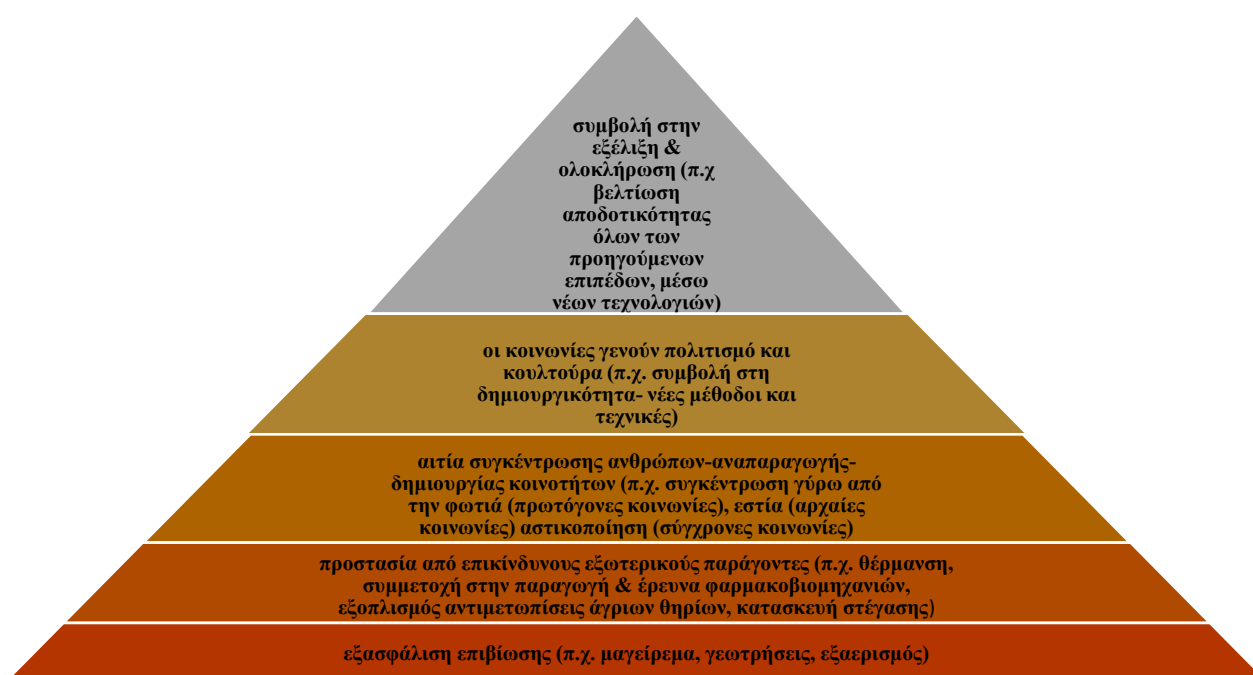 συμβολή στην
εξέλιξη &
ολοκλήρωση (π.χ
βελτίωση
αποδοτικότητας
όλων των
προηγούμενων
επιπέδων, μέσω
νέων τεχνολογιών)
οι κοινωνίες γενούν πολιτισμό και
κουλτούρα (π.χ. συμβολή στη
δημιουργικότητα- νέες μέθοδοι και
τεχνικές)
αιτία συγκέντρωσης ανθρώπων-αναπαραγωγής-
δημιουργίας κοινοτήτων (π.χ. συγκέντρωση γύρω από
την φωτιά (πρωτόγονες κοινωνίες), εστία (αρχαίες
κοινωνίες) αστικοποίηση (σύγχρονες κοινωνίες)
προστασία από επικίνδυνους εξωτερικούς παράγοντες (π.χ. θέρμανση,
συμμετοχή στην παραγωγή & έρευνα φαρμακοβιομηχανιών,
εξοπλισμός αντιμετωπίσεις άγριων θηρίων, κατασκευή στέγασης)
εξασφάλιση επιβίωσης (π.χ. μαγείρεμα, γεωτρήσεις, εξαερισμός)